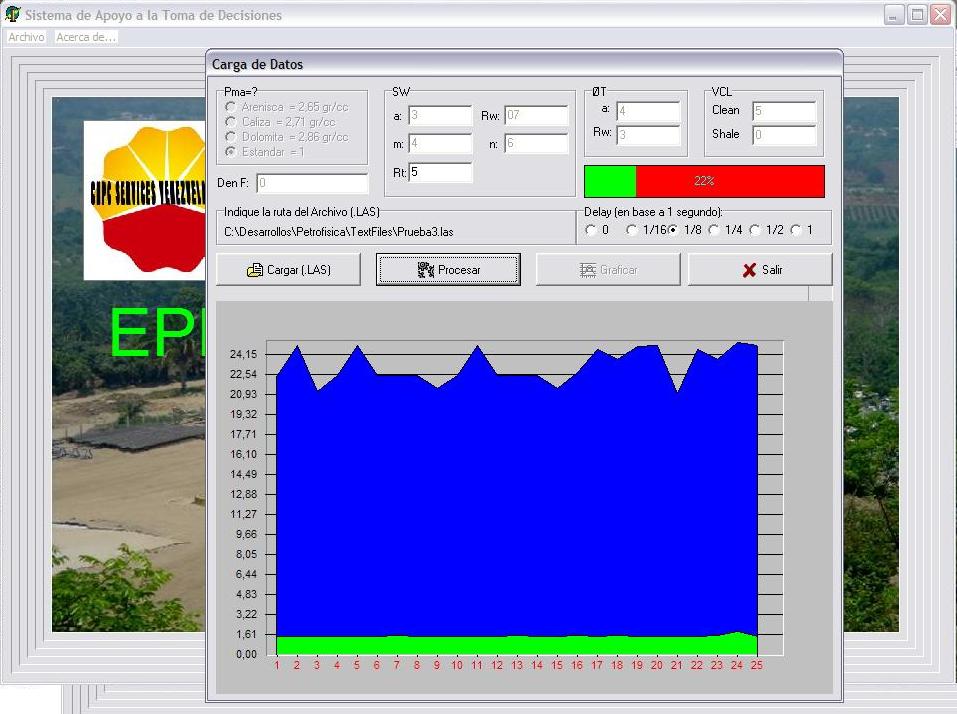 Sistema de Apoyo a la Toma de Decisiones
Archivo Acerca de...
Carga de Datos
Pma=?
Arenisca = 2,65 gr/cc
Caliza = 2,71 gr/cc
Dolomita = 2,86 gr/cc
Estandar = 1
Den F: 0
SW
a: 3 Rw: 07
m: 4 n: 6
Rt: 5
ØT
a: 4
Rw: 3
VCL
Clean 5
Shale 0
22%
Indique la ruta del Archivo (.LAS)
C:\Desarrollos\Petrofisica\TextFiles\Prueba3.las
Delay (en base a 1 segundo):
0 1/16 1/8 1/4 1/2 1
Cargar (.LAS) Procesar Graficar Salir
CNPC SERVICES VENEZUEL
EP
24,15
22,54
20,93
19,32
17,71
16,10
14,49
12,88
11,27
9,66
8,05
6,44
4,83
3,22
1,61
0,00
1 2 3 4 5 6 7 8 9 10 11 12 13 14 15 16 17 18 19 20 21 22 23 24 25